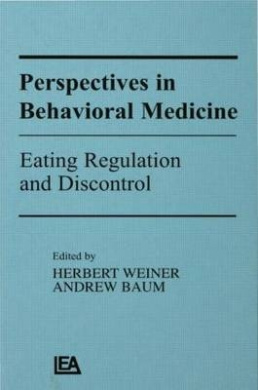 Perspectives in
Behavioral Medicine
Eating Regulation
and Discontrol
Edited by
HERBERT WEINER
ANDREW BAUM
LEA